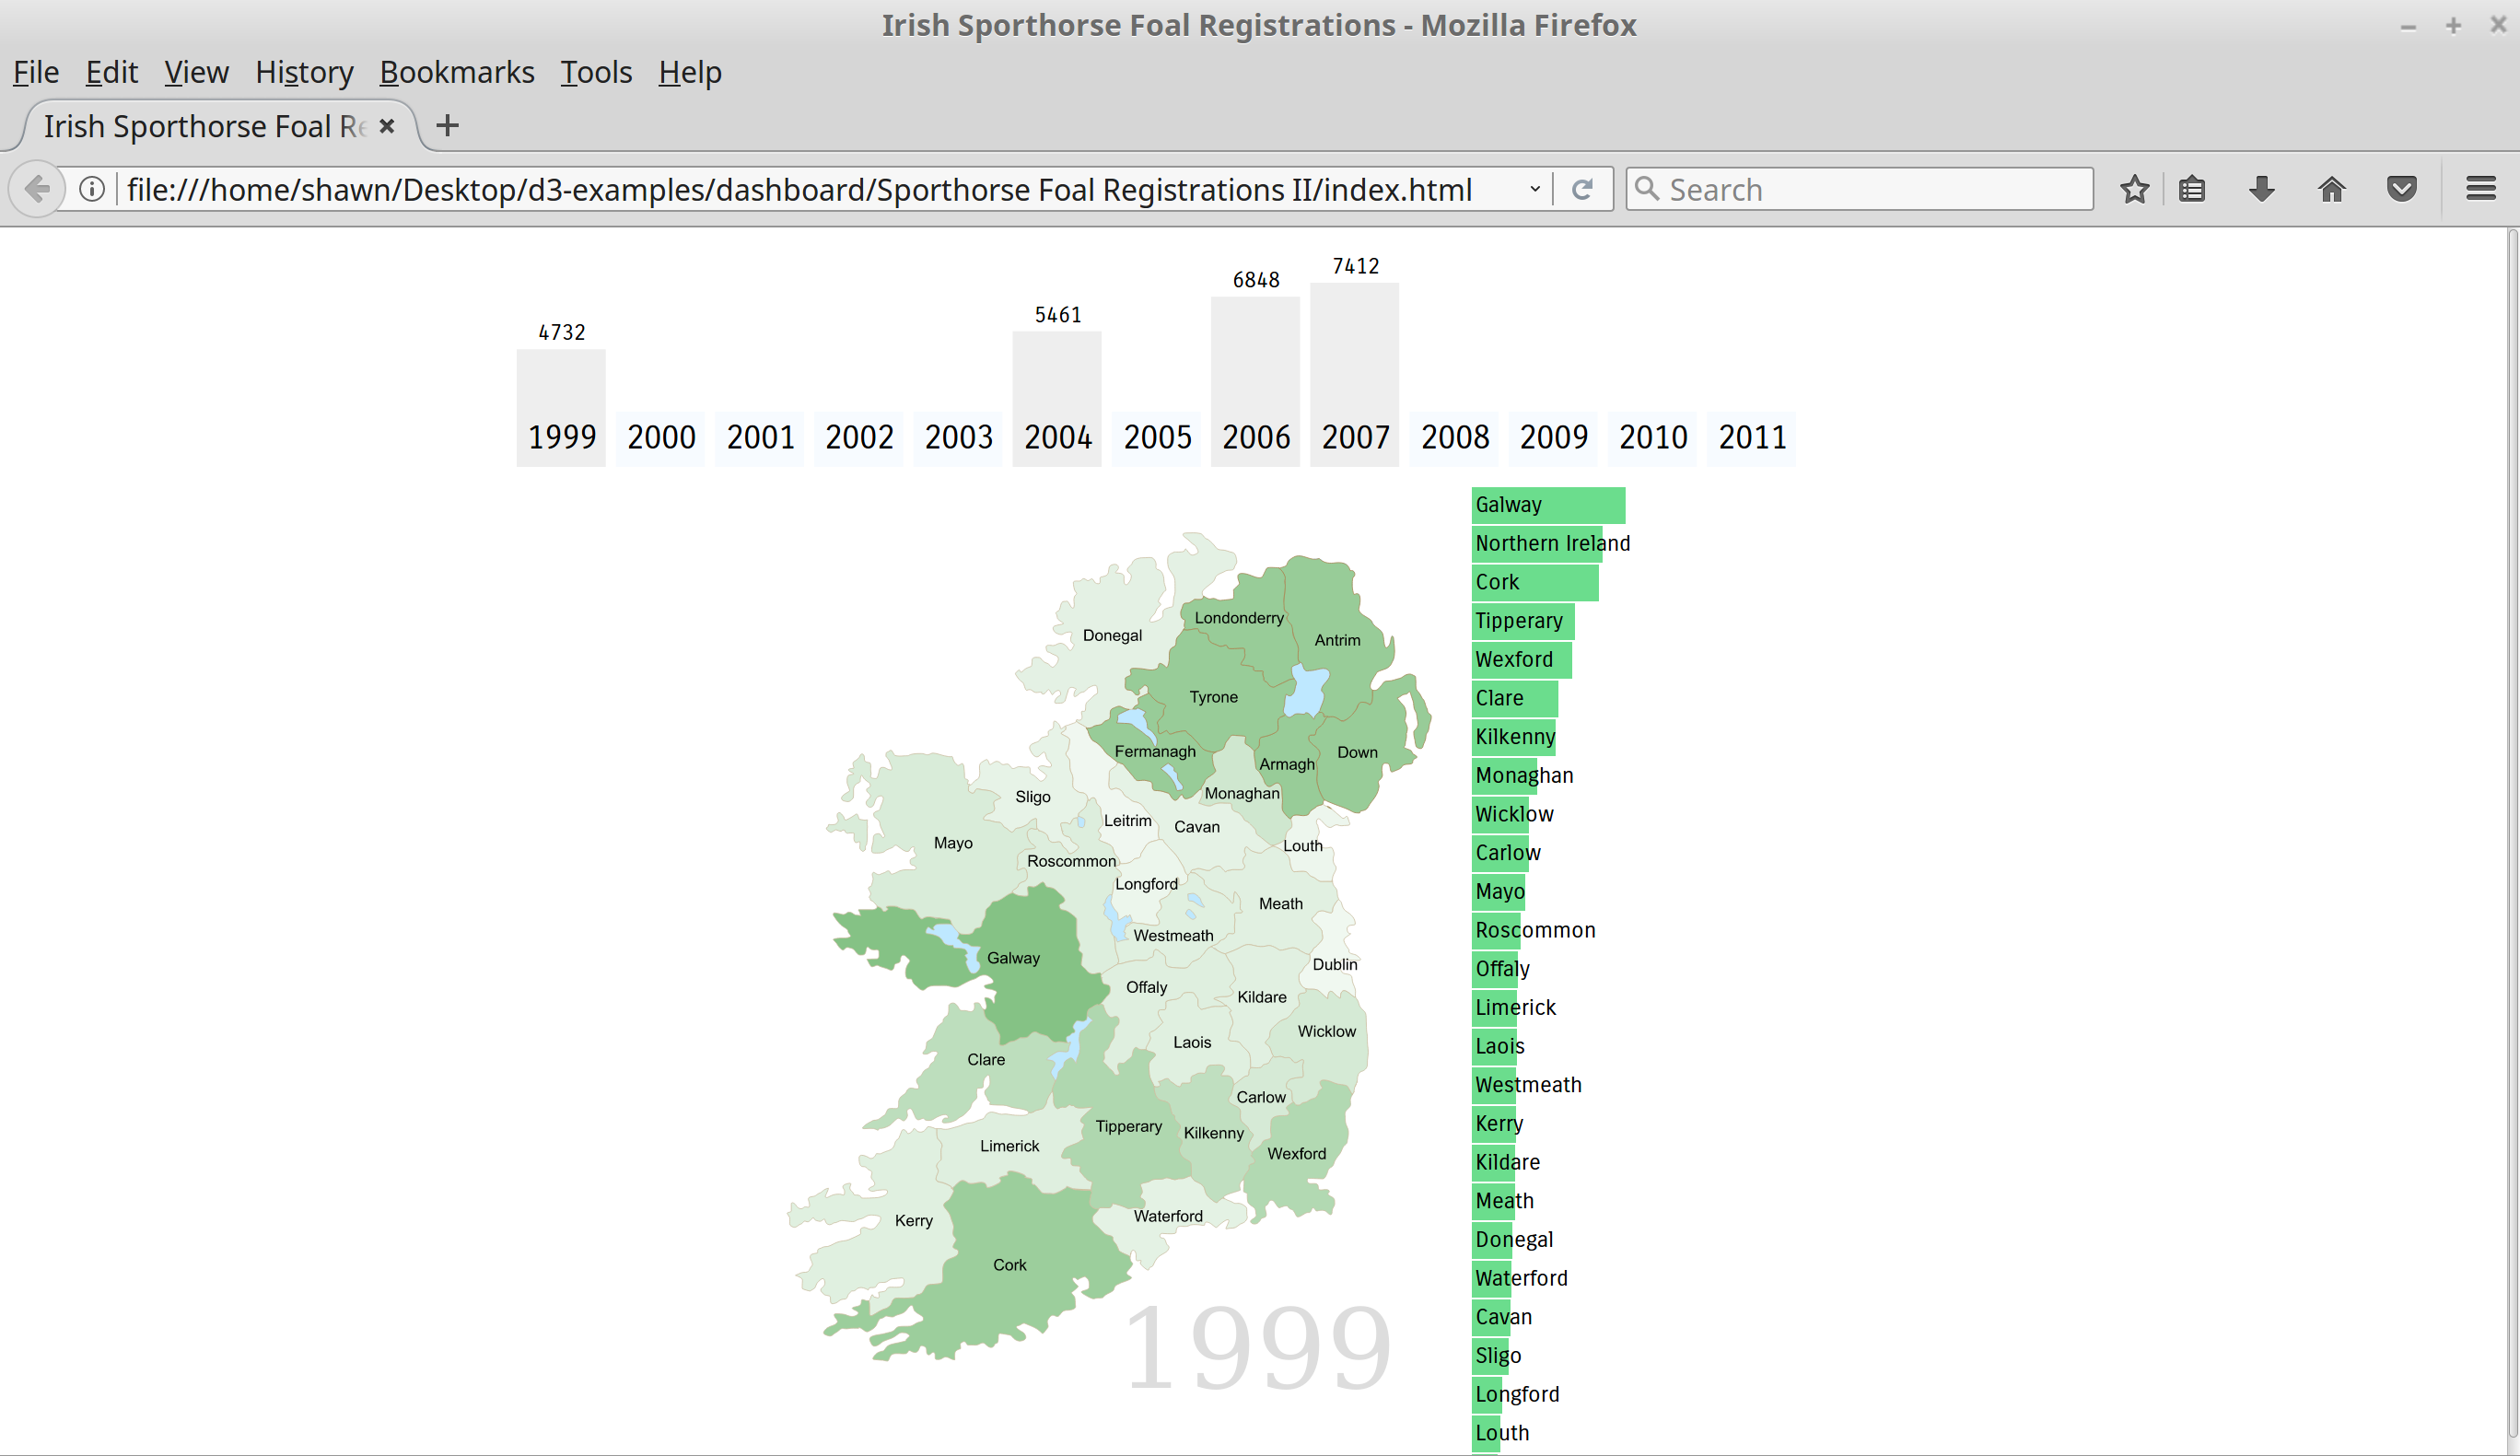 Irish Sporthorse Foal Registrations - Mozilla Firefox
File Edit View History Bookmarks Tools Help
Irish Sporthorse Foal Re
file:///home/shawn/Desktop/d3-examples/dashboard/Sporthorse Foal Registrations II/index.html
Search
7412
6848
5461
4732
1999 2000 2001 2002 2003 2004 2005 2006 2007 2008 2009 2010 2011
Londonderry
Donegal
Antrim
Tyrone
Fermanagh
Down
Armagh
Monaghan
Sligo
Leitrim
Cavan
Mayo
Louth
Roscommon
Longford
Meath
Westmeath
Galway
Dublin
Offaly
Kildare
Wicklow
Laois
Clare
Carlow
Tipperary
Kilkenny
Limerick
Wexford
Waterford
Kerry
Cork
1999
Galway
Northern Ireland
Cork
Tipperary
Wexford
Clare
Kilkenny
Monaghan
Wicklow
Carlow
Mayo
Roscommon
Offaly
Limerick
Laois
Westmeath
Kerry
Kildare
Meath
Donegal
Waterford
Cavan
Sligo
Longford
Louth